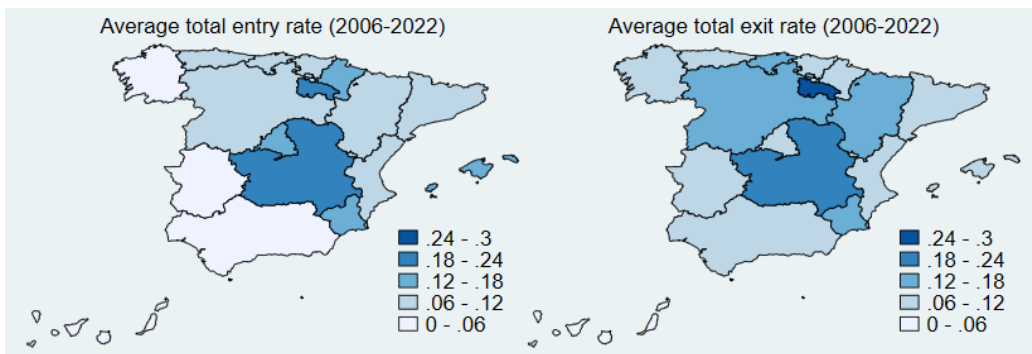 Average total entry rate (2006-2022)
.24 - .3
.18 - .24
.12 - .18
.06 - .12
0 - .06
Average total exit rate (2006-2022)
.24 - .3
.18 - .24
.12 - .18
.06 - .12
0 - .06